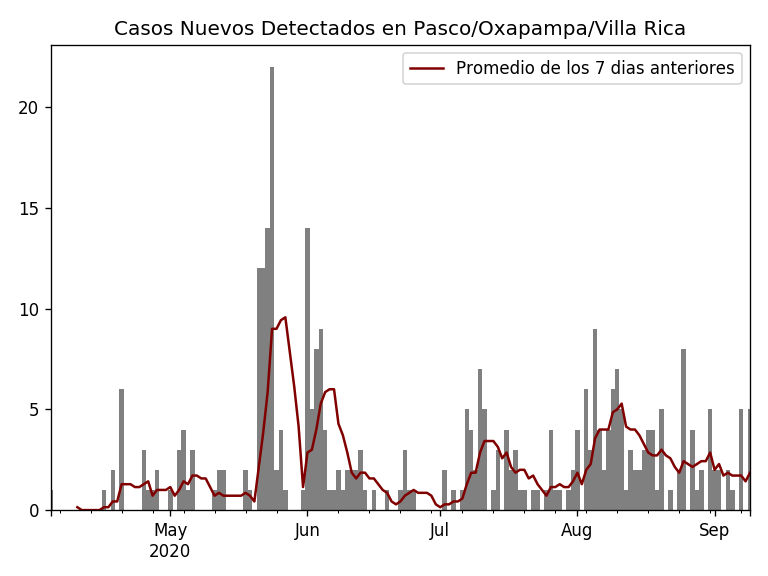 Casos Nuevos Detectados en Pasco/Oxapampa/Villa Rica
Promedio de los 7 dias anteriores
20
15
10
5
0
May Jun Jul Aug Sep
2020